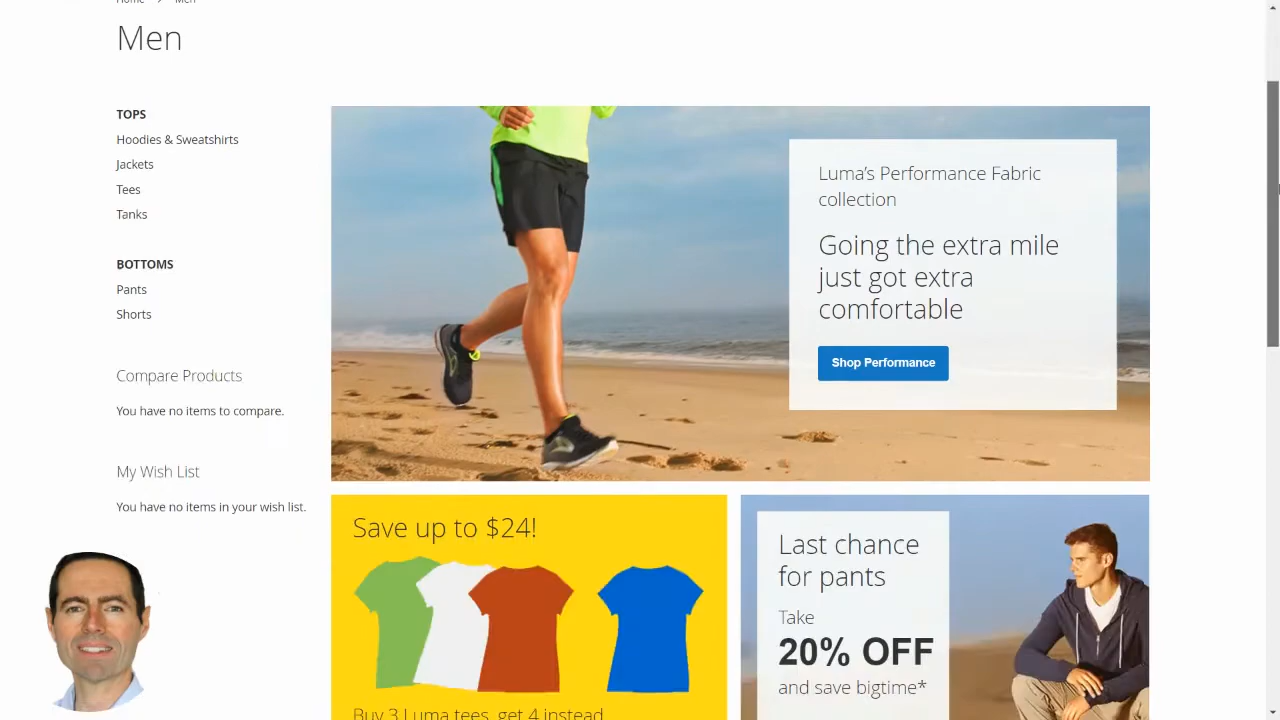 Home > Men
Men
TOPS
Hoodies & Sweatshirts
Jackets
Tees
Tanks
BOTTOMS
Pants
Shorts
Compare Products
You have no items to compare.
My Wish List
You have no items in your wish list.
Luma's Performance Fabric
collection
Going the extra mile
just got extra
comfortable
Shop Performance
Save up to $24!
Buy 3 Luma tees, get 4 instead
Last chance
for pants
Take
20% OFF
and save bigtime*